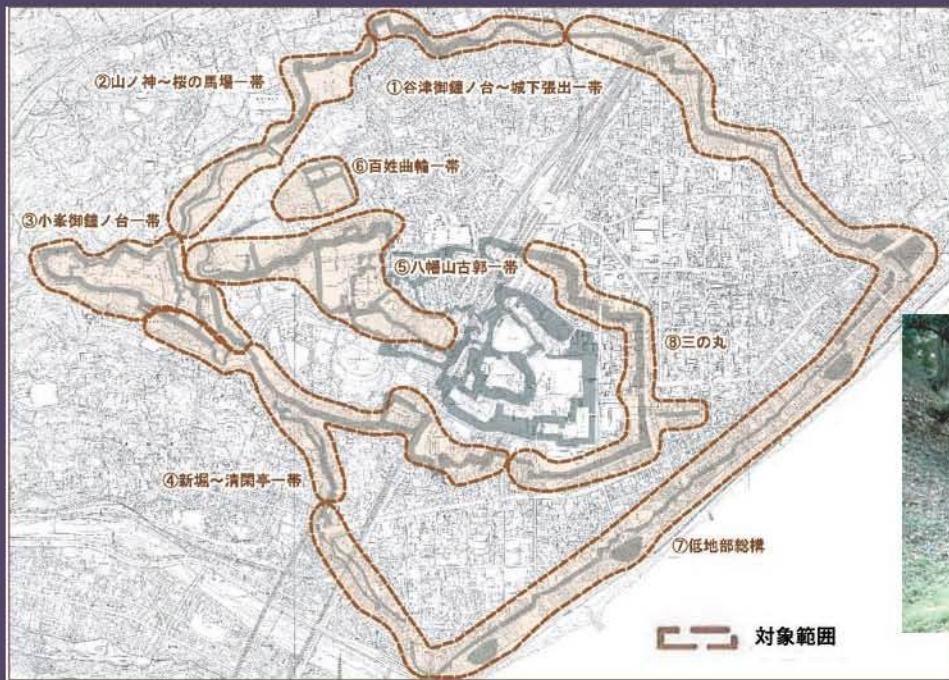 ①谷津御鐘ノ台～城下張出一帯
②山ノ神～桜の馬場一帯
③小峯御鐘ノ台一帯
④新堀～清閑亭一帯
⑤八幡山古郭一帯
⑥百姓曲輪一帯
⑦低地部総構
⑧三の丸
対象範囲